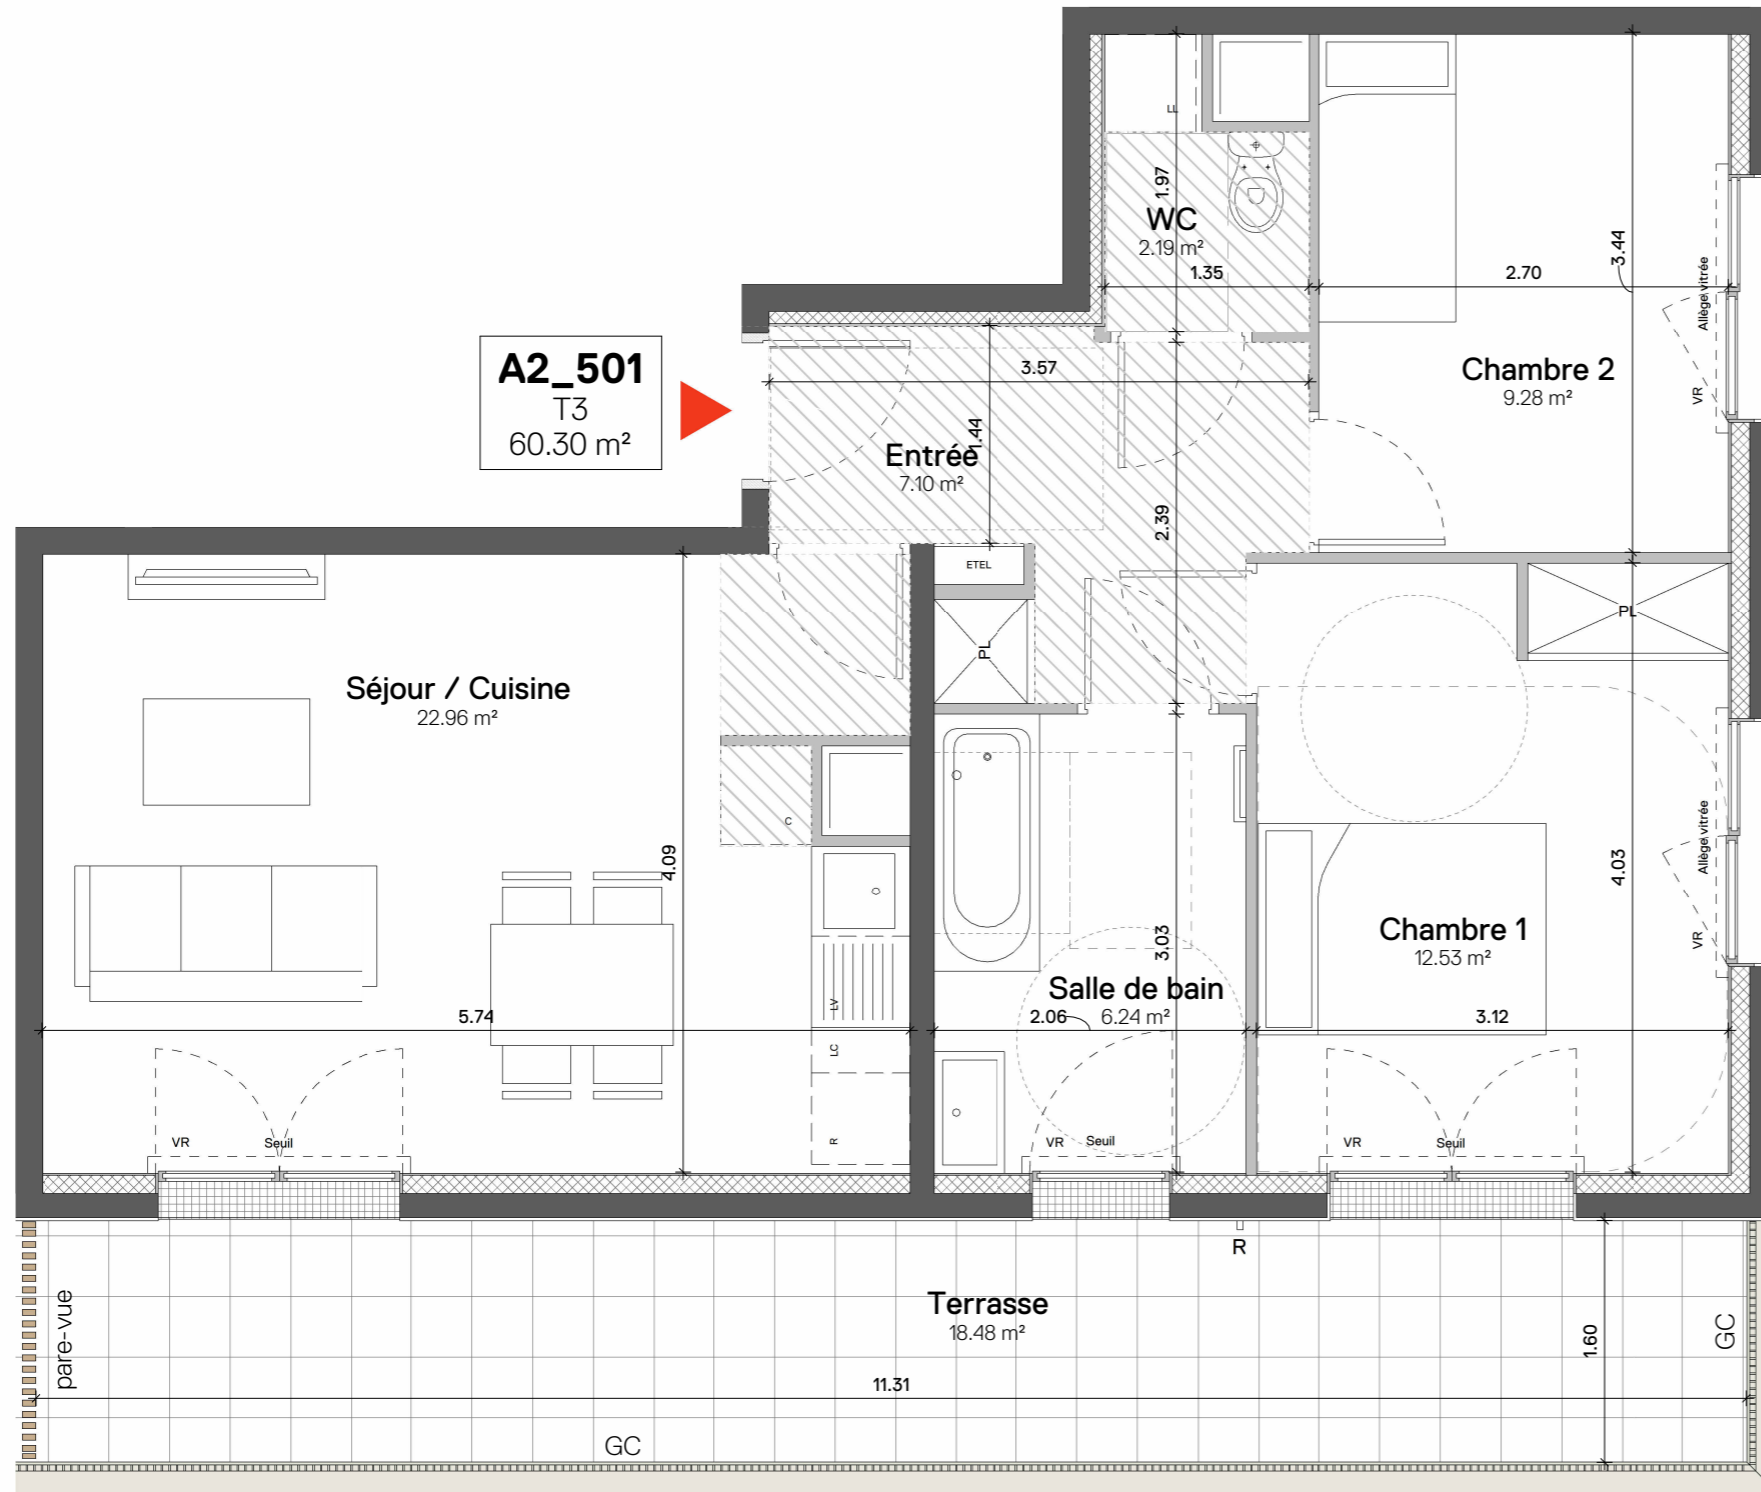 LL
1.97
WC
2.19 m²
1.35
3.44
2.70
Allège vitrée
VR
Chambre 2
9.28 m²
A2_501
T3
60.30 m²
3.57
1.44
Entrée
7.10 m²
2.39
ETEL
PL
PL
Séjour / Cuisine
22.96 m²
C
4.09
Allège vitrée
VR
4.03
Chambre 1
12.53 m²
3.03
Salle de bain
2.06
6.24 m²
5.74
3.12
LV
LC
R
VR
Seuil
VR
Seuil
VR
Seuil
R
pare-vue
Terrasse
18.48 m²
1.60
GC
11.31
GC